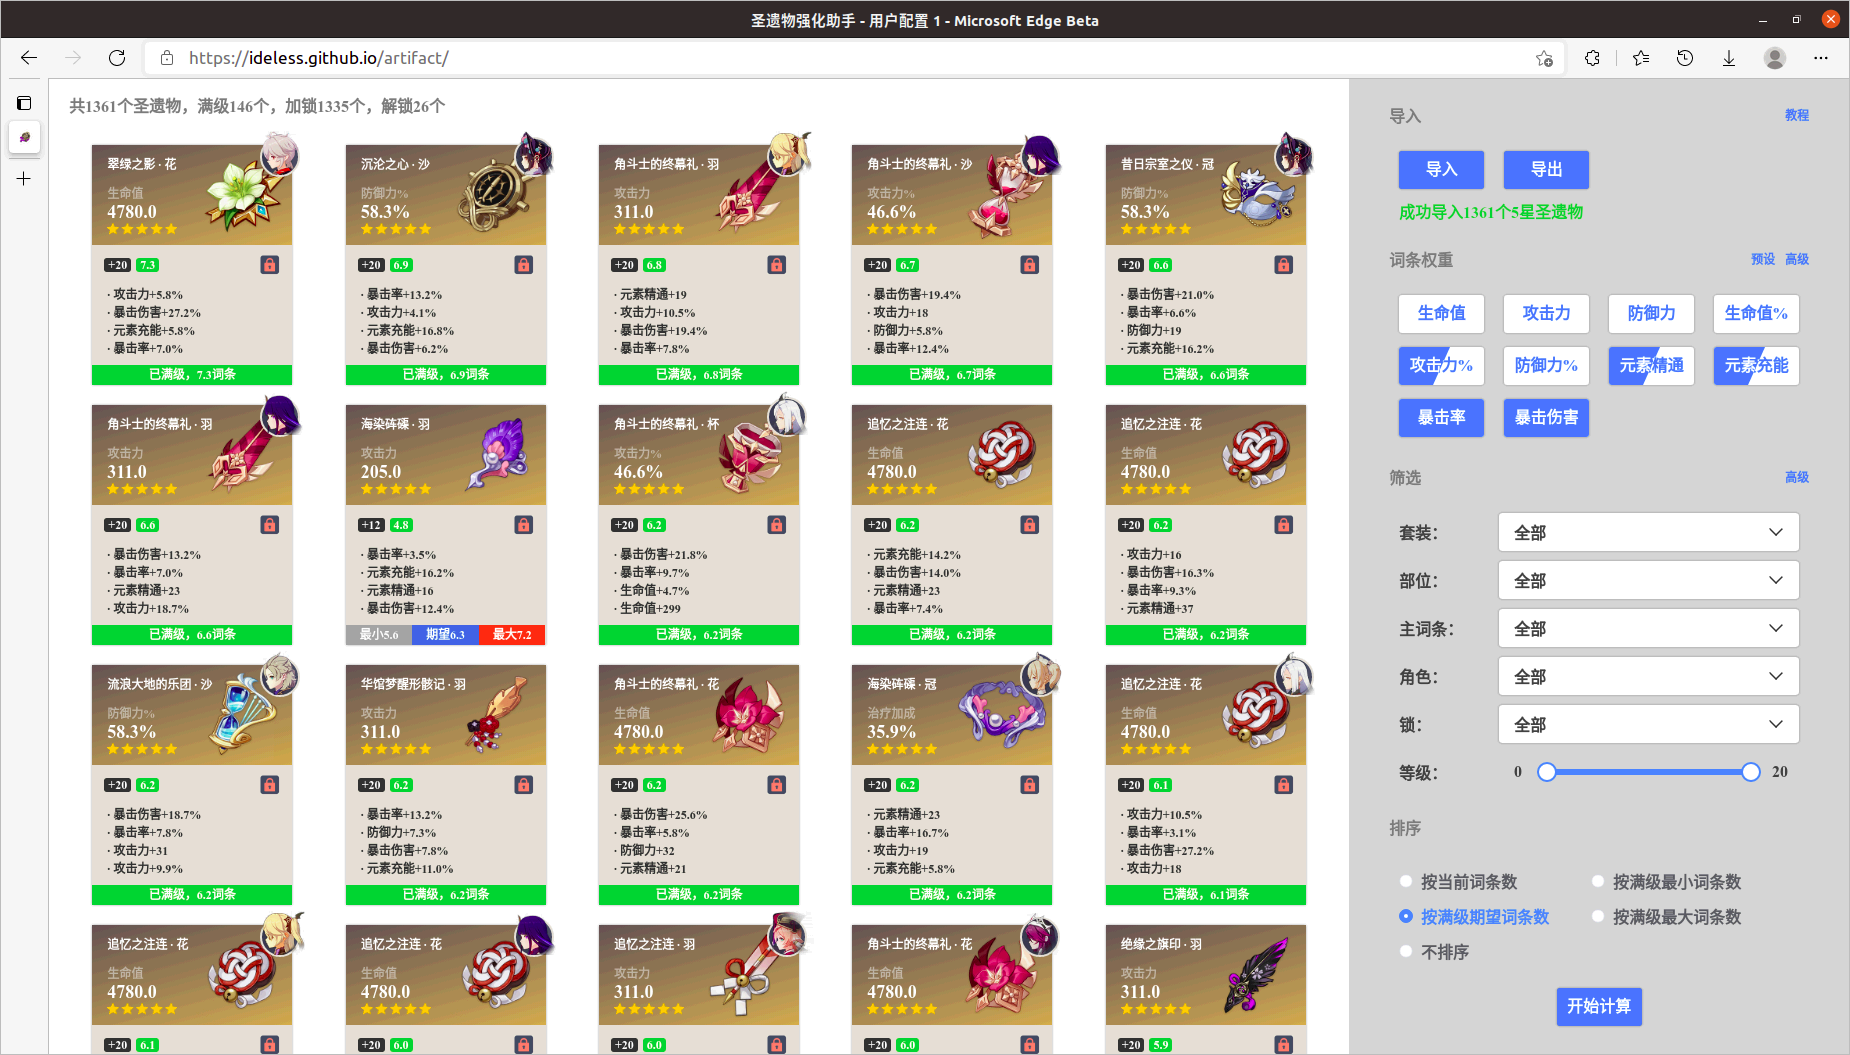 圣遗物强化助手 - 用户配置 1 - Microsoft Edge Beta
https://ideless.github.io/artifact/
共1361个圣遗物，满级146个，加锁1335个，解锁26个
翠绿之影 · 花
生命值
4780.0
+20 7.3
· 攻击力+5.8%
· 暴击伤害+27.2%
· 元素充能+5.8%
· 暴击率+7.0%
已满级，7.3词条
沉沦之心 · 沙
防御力%
58.3%
+20 6.9
· 暴击率+13.2%
· 攻击力+4.1%
· 元素充能+16.8%
· 暴击伤害+6.2%
已满级，6.9词条
角斗士的终幕礼 · 羽
攻击力
311.0
+20 6.8
· 元素精通+19
· 攻击力+10.5%
· 暴击伤害+19.4%
· 暴击率+7.8%
已满级，6.8词条
角斗士的终幕礼 · 沙
攻击力%
46.6%
+20 6.7
· 暴击伤害+19.4%
· 攻击力+18
· 防御力+5.8%
· 暴击率+12.4%
已满级，6.7词条
昔日宗室之仪 · 冠
防御力%
58.3%
+20 6.6
· 暴击伤害+21.0%
· 暴击率+6.6%
· 防御力+19
· 元素充能+16.2%
已满级，6.6词条
角斗士的终幕礼 · 羽
攻击力
311.0
+20 6.6
· 暴击伤害+13.2%
· 暴击率+7.0%
· 元素精通+23
· 攻击力+18.7%
已满级，6.6词条
海染砗磲 · 羽
攻击力
205.0
+12 4.8
· 暴击率+3.5%
· 元素充能+16.2%
· 元素精通+16
· 暴击伤害+12.4%
最小5.6 期望6.3 最大7.2
角斗士的终幕礼 · 杯
攻击力%
46.6%
+20 6.2
· 暴击伤害+21.8%
· 暴击率+9.7%
· 生命值+4.7%
· 生命值+299
已满级，6.2词条
追忆之注连 · 花
生命值
4780.0
+20 6.2
· 元素充能+14.2%
· 暴击伤害+14.0%
· 元素精通+23
· 暴击率+7.4%
已满级，6.2词条
追忆之注连 · 花
生命值
4780.0
+20 6.2
· 攻击力+16
· 暴击伤害+16.3%
· 暴击率+9.3%
· 元素精通+37
已满级，6.2词条
流浪大地的乐团 · 沙
防御力%
58.3%
+20 6.2
· 暴击伤害+18.7%
· 暴击率+7.8%
· 攻击力+31
· 攻击力+9.9%
已满级，6.2词条
华馆梦醒形骸记 · 羽
攻击力
311.0
+20 6.2
· 暴击率+13.2%
· 防御力+7.3%
· 暴击伤害+7.8%
· 元素充能+11.0%
已满级，6.2词条
角斗士的终幕礼 · 花
生命值
4780.0
+20 6.2
· 暴击伤害+25.6%
· 暴击率+5.8%
· 防御力+32
· 元素精通+21
已满级，6.2词条
海染砗磲 · 冠
治疗加成
35.9%
+20 6.2
· 元素精通+23
· 暴击率+16.7%
· 攻击力+19
· 元素充能+5.8%
已满级，6.2词条
追忆之注连 · 花
生命值
4780.0
+20 6.1
· 攻击力+10.5%
· 暴击率+3.1%
· 暴击伤害+27.2%
· 攻击力+18
已满级，6.1词条
追忆之注连 · 花
生命值
4780.0
+20 6.1
追忆之注连 · 花
生命值
4780.0
+20 6.0
追忆之注连 · 羽
攻击力
311.0
+20 6.0
角斗士的终幕礼 · 花
生命值
4780.0
+20 6.0
绝缘之旗印 · 羽
攻击力
311.0
+20 5.9
导入 教程
导入 导出
成功导入1361个5星圣遗物
词条权重 预设 高级
生命值 攻击力 防御力 生命值%
攻击力% 防御力% 元素精通 元素充能
暴击率 暴击伤害
筛选 高级
套装： 全部
部位： 全部
主词条： 全部
角色： 全部
锁： 全部
等级： 0 20
排序
按当前词条数 按满级最小词条数
按满级期望词条数 按满级最大词条数
不排序
开始计算